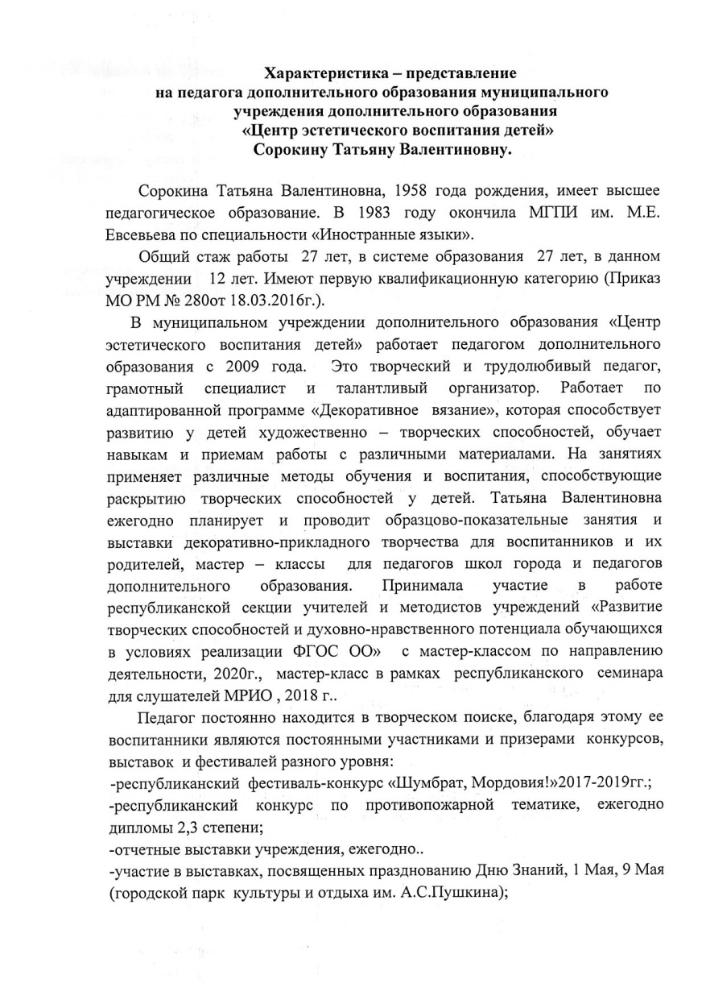 Характеристика – представление
на педагога дополнительного образования муниципального
учреждения дополнительного образования
«Центр эстетического воспитания детей»
Сорокину Татьяну Валентиновну.
Сорокина Татьяна Валентиновна, 1958 года рождения, имеет высшее
педагогическое образование. В 1983 году окончила МГПИ им. М.Е.
Евсевьева по специальности «Иностранные языки».
Общий стаж работы 27 лет, в системе образования 27 лет, в данном
учреждении 12 лет. Имеют первую квалификационную категорию (Приказ
МО РМ № 280от 18.03.2016г.).
В муниципальном учреждении дополнительного образования «Центр
эстетического воспитания детей» работает педагогом дополнительного
образования с 2009 года. Это творческий и трудолюбивый педагог,
грамотный специалист и талантливый организатор. Работает по
адаптированной программе «Декоративное вязание», которая способствует
развитию у детей художественно – творческих способностей, обучает
навыкам и приемам работы с различными материалами. На занятиях
применяет различные методы обучения и воспитания, способствующие
раскрытию творческих способностей у детей. Татьяна Валентиновна
ежегодно планирует и проводит образцово-показательные занятия и
выставки декоративно-прикладного творчества для воспитанников и их
родителей, мастер – классы для педагогов школ города и педагогов
дополнительного образования. Принимала участие в работе
республиканской секции учителей и методистов учреждений «Развитие
творческих способностей и духовно-нравственного потенциала обучающихся
в условиях реализации ФГОС ОО» с мастер-классом по направлению
деятельности, 2020г., мастер-класс в рамках республиканского семинара
для слушателей МРИО , 2018 г..
Педагог постоянно находится в творческом поиске, благодаря этому ее
воспитанники являются постоянными участниками и призерами конкурсов,
выставок и фестивалей разного уровня:
-республиканский фестиваль-конкурс «Шумбрат, Мордовия!»2017-2019гг.;
-республиканский конкурс по противопожарной тематике, ежегодно
дипломы 2,3 степени;
-отчетные выставки учреждения, ежегодно..
-участие в выставках, посвященных празднованию Дню Знаний, 1 Мая, 9 Мая
(городской парк культуры и отдыха им. А.С.Пушкина);